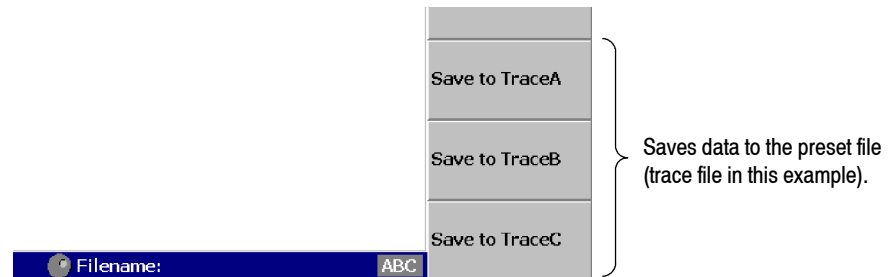 Save to TraceA
Save to TraceB
Save to TraceC
Saves data to the preset file
(trace file in this example).
Filename: ABC